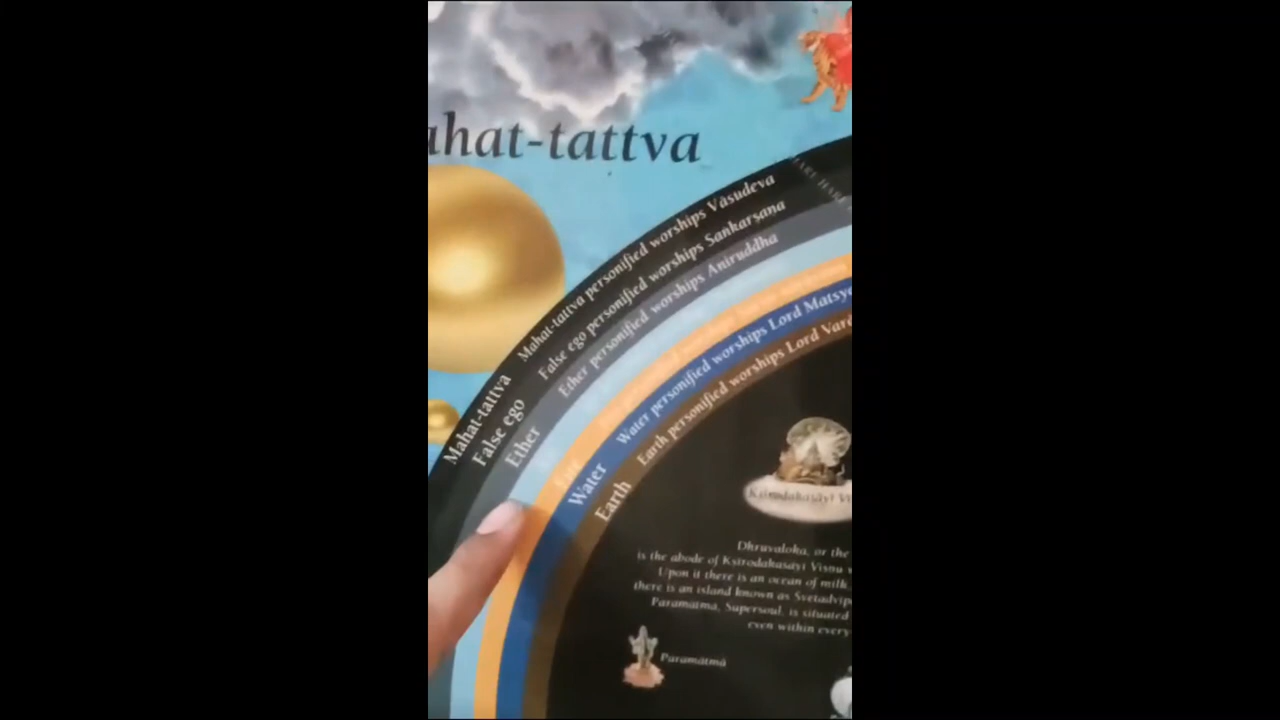 ahat-tattva
Mahat-tattva personified worships Vāsudeva
False ego personified worships Saṅkarṣaṇa
Ether personified worships Aniruddha
Water personified worships Lord Matsy
Earth personified worships Lord Var
Mahat-tattva
False ego
Ether
Fire
Water
Earth
Dhruvaloka, or the
is the abode of Kṣīrodakaśāyī Viṣṇu
Upon it there is an ocean of milk
there is an island known as Śvetadvīp
Paramātmā, Supersoul, is situated
even within every
Paramātmā